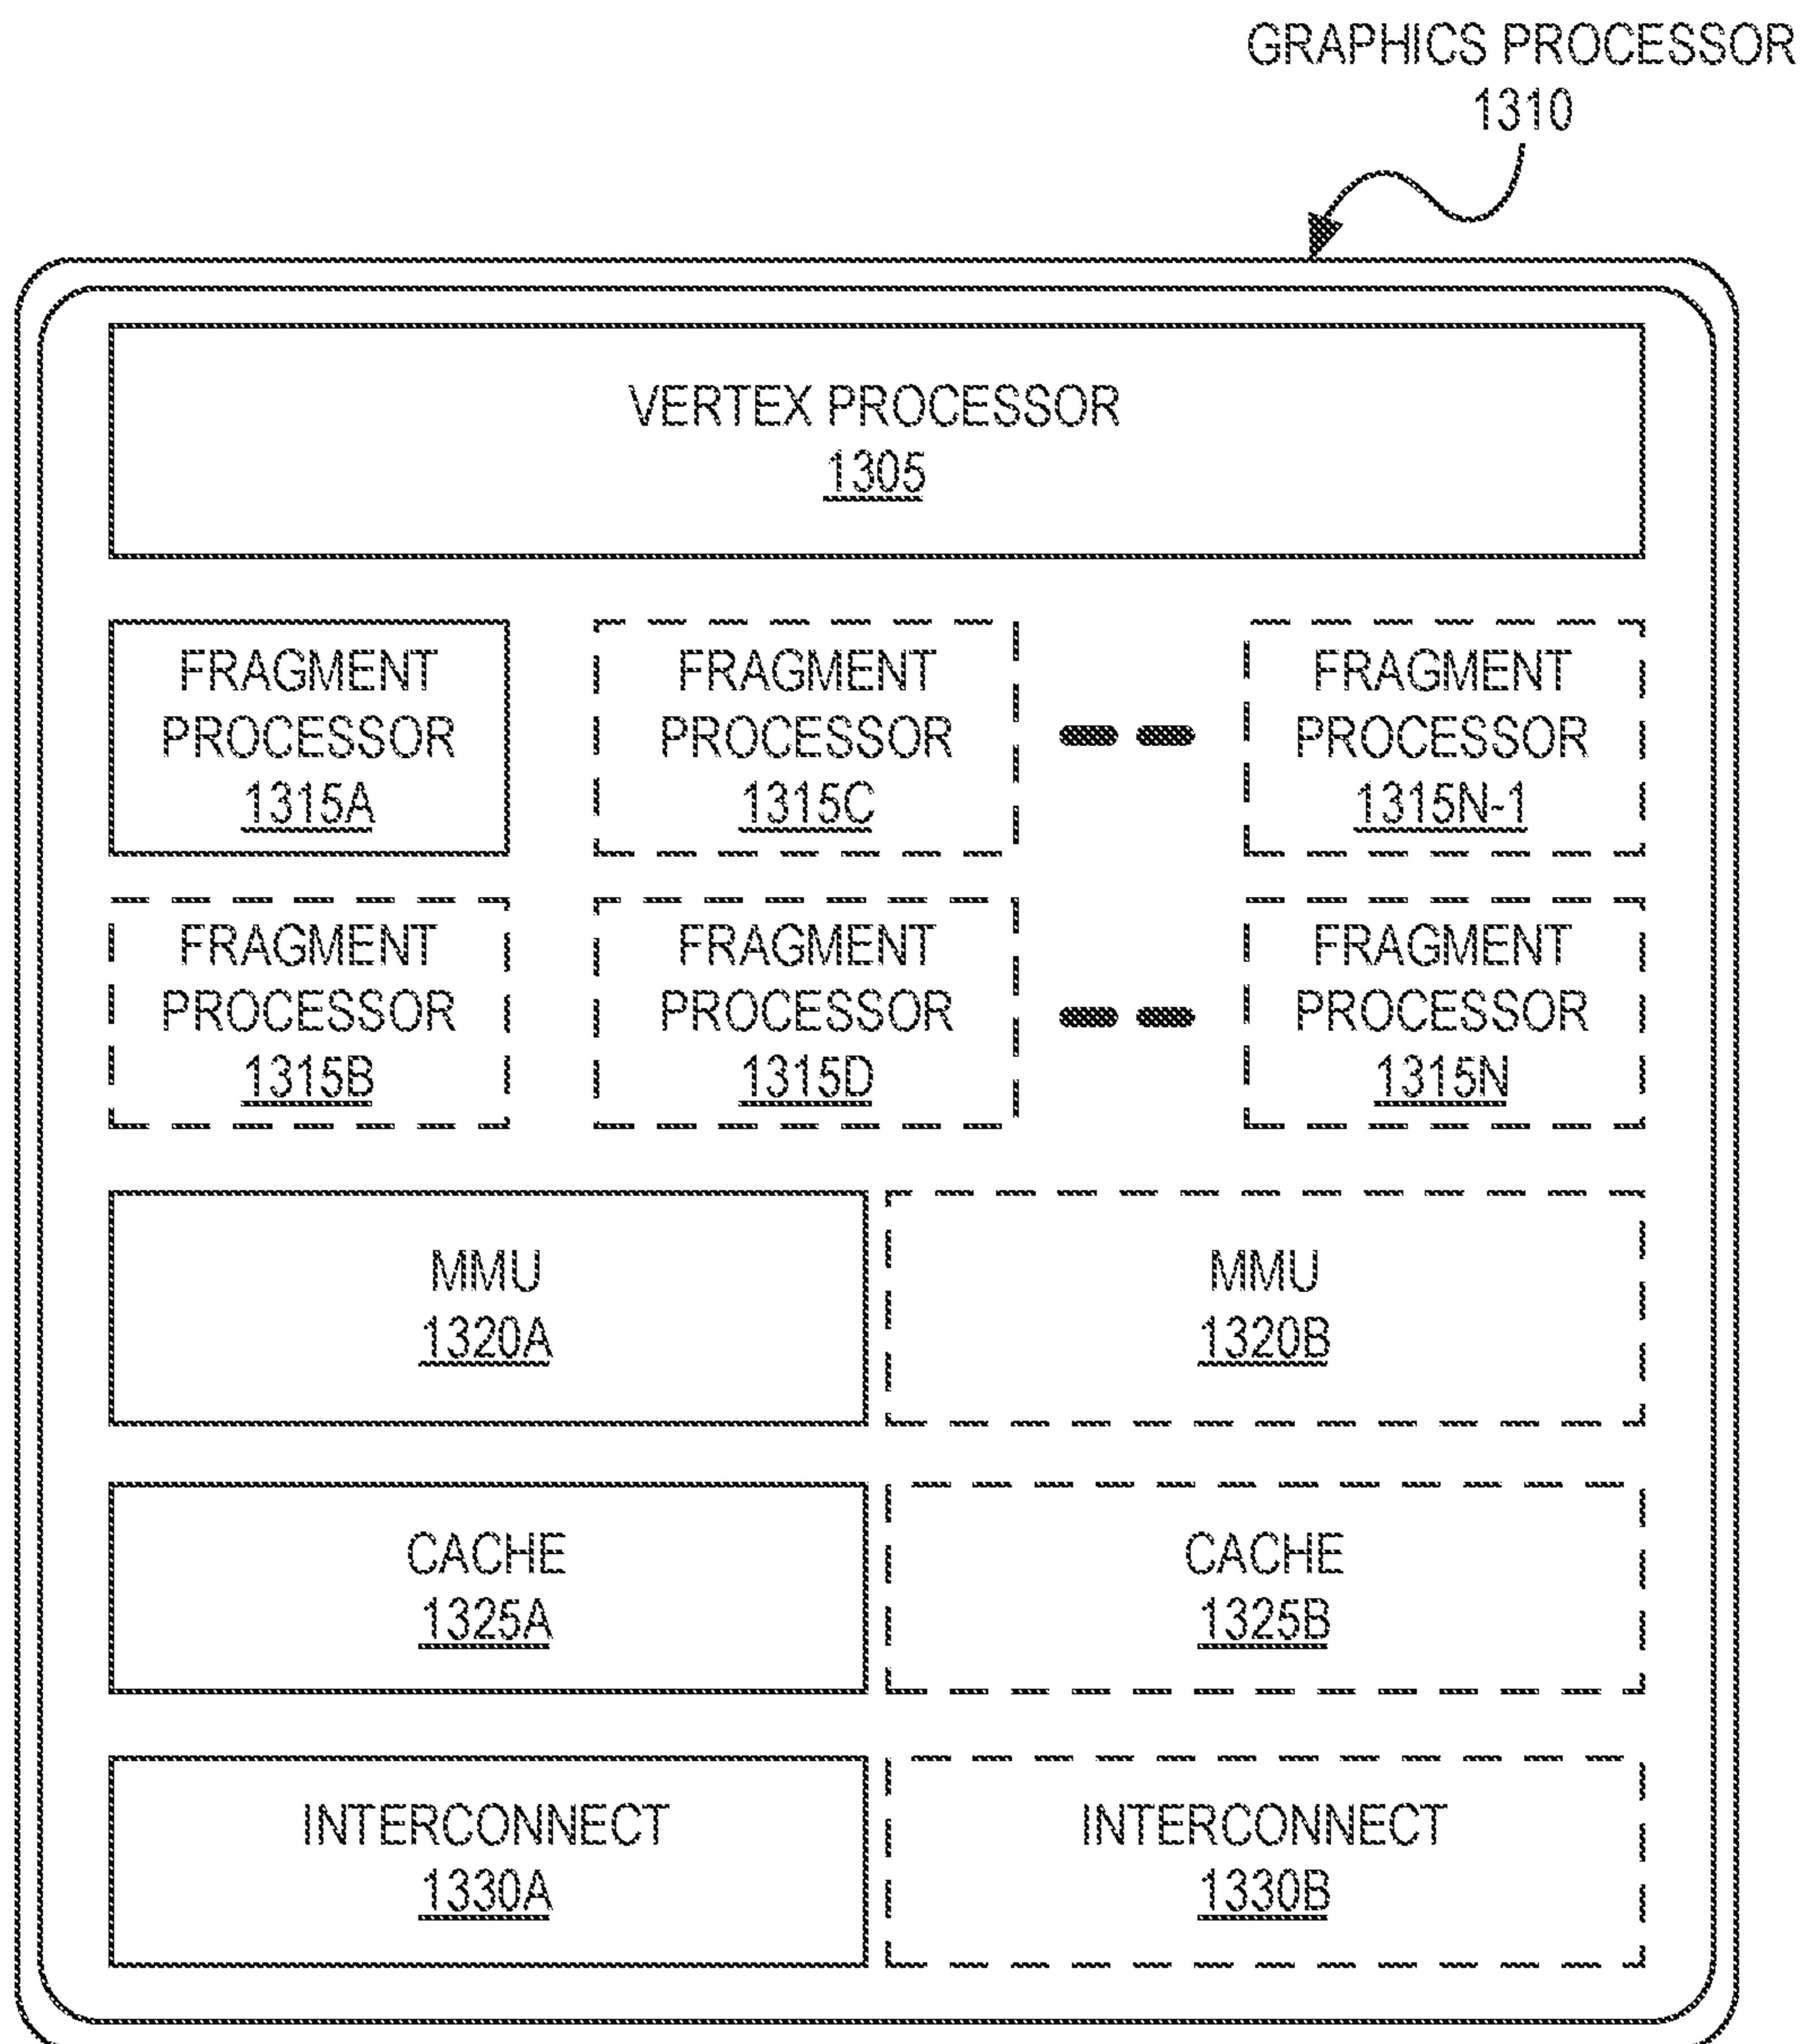 GRAPHICS PROCESSOR
1310
VERTEX PROCESSOR
1305
FRAGMENT
PROCESSOR
1315A
FRAGMENT
PROCESSOR
1315C
FRAGMENT
PROCESSOR
1315N-1
FRAGMENT
PROCESSOR
1315B
FRAGMENT
PROCESSOR
1315D
FRAGMENT
PROCESSOR
1315N
MMU
1320A
MMU
1320B
CACHE
1325A
CACHE
1325B
INTERCONNECT
1330A
INTERCONNECT
1330B